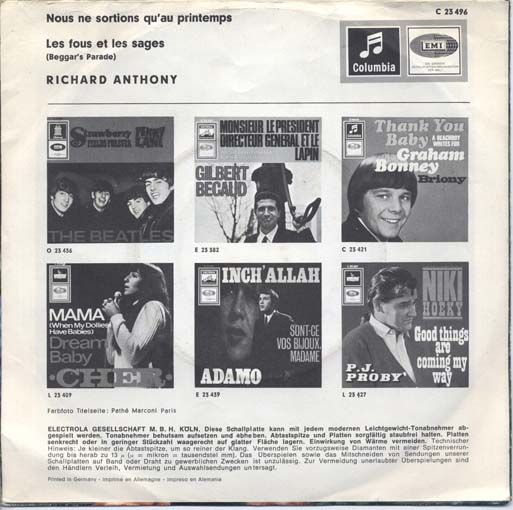 Nous ne sortions qu'au printemps
C 23 496
Les fous et les sages
(Beggar's Parade)
RICHARD ANTHONY
Columbia
EMI
Strawberry
FIELDS FOREVER
PENNY
LANE
THE BEATLES
O 23 436
MONSIEUR LE PRESIDENT
DIRECTEUR GENERAL ET LE
LAPIN
GILBERT
BECAUD
E 23 382
Thank You
Baby
A BEACHBOY
WRITES FOR
Graham
Bonney
Briony
C 23 421
MAMA
(When My Dollies
Have Babies)
Dream
Baby
·CHER·
L 23 409
INCH' ALLAH
SONT-CE
VOS BIJOUX,
MADAME
ADAMO
E 23 439
NIKI
HOEKY
Good things
are
coming my
way
P.J.
PROBY
L 23 427
Farbfoto Titelseite: Pathé Marconi Paris
ELECTROLA GESELLSCHAFT M. B. H. KÖLN. Diese Schallplatte kann mit jedem modernen Leichtgewicht-Tonabnehmer ab-
gespielt werden. Tonabnehmer behutsam aufsetzen und abheben. Abtastspitze und Platten sorgfältig staubfrei halten. Platten
senkrecht oder in geringer Stückzahl waagerecht auf glatter Fläche lagern. Einwirkung von Wärme vermeiden. Technischer
Hinweis: Je kleiner die Abtastspitze, um so reiner der Klang. Verwenden Sie vorzugsweise Diamanten mit einer Spitzenverrun-
dung bis herab zu 13 µ (µ = mikron = tausendstel mm). Das Überspielen sowie das Mitschneiden von Sendungen unserer
Schallplatten auf Band oder Draht zu gewerblichen Zwecken ist unzulässig. Zur Vermeidung unerlaubter Überspielungen sind
den Händlern Verleih, Vermietung und Auswahlsendungen untersagt.
Printed in Germany - Imprimé en Allemagne - Impreso en Alemania